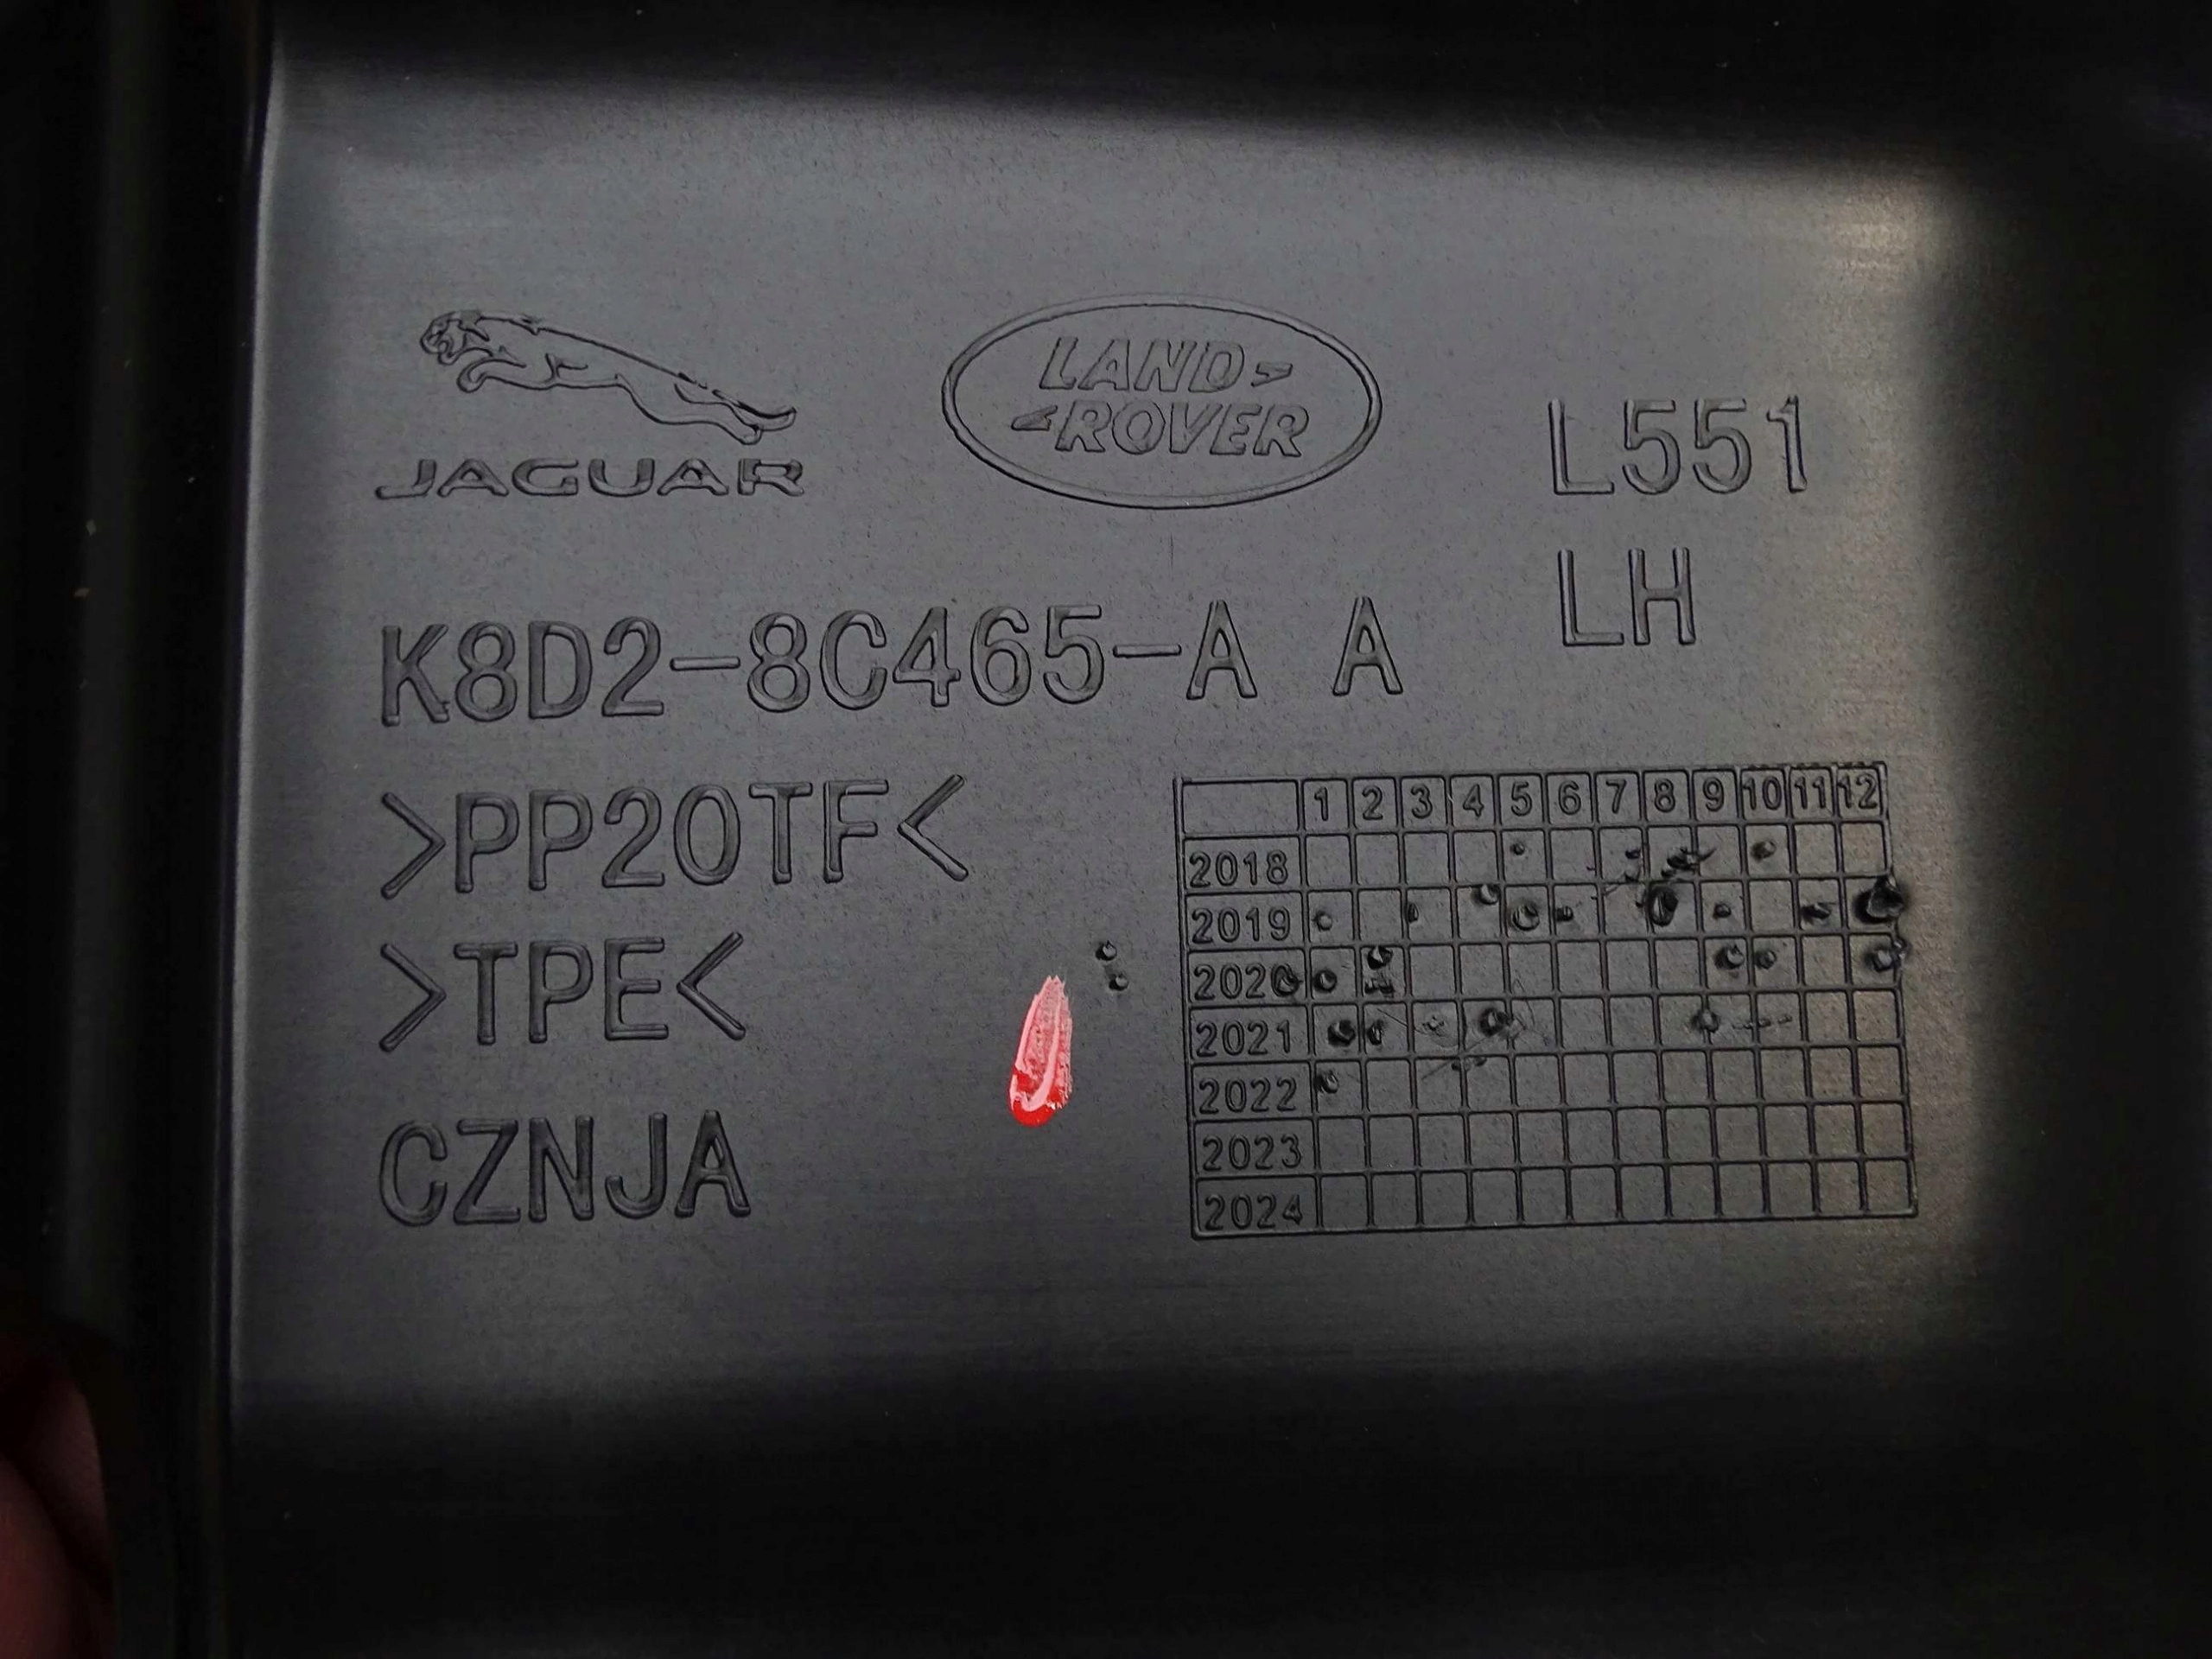 JAGUAR
LAND ROVER
L551
LH
K8D2-8C465-A A
>PP20TF<
>TPE<
CZNJA
1 2 3 4 5 6 7 8 9 10 11 12
2018
2019
2020
2021
2022
2023
2024